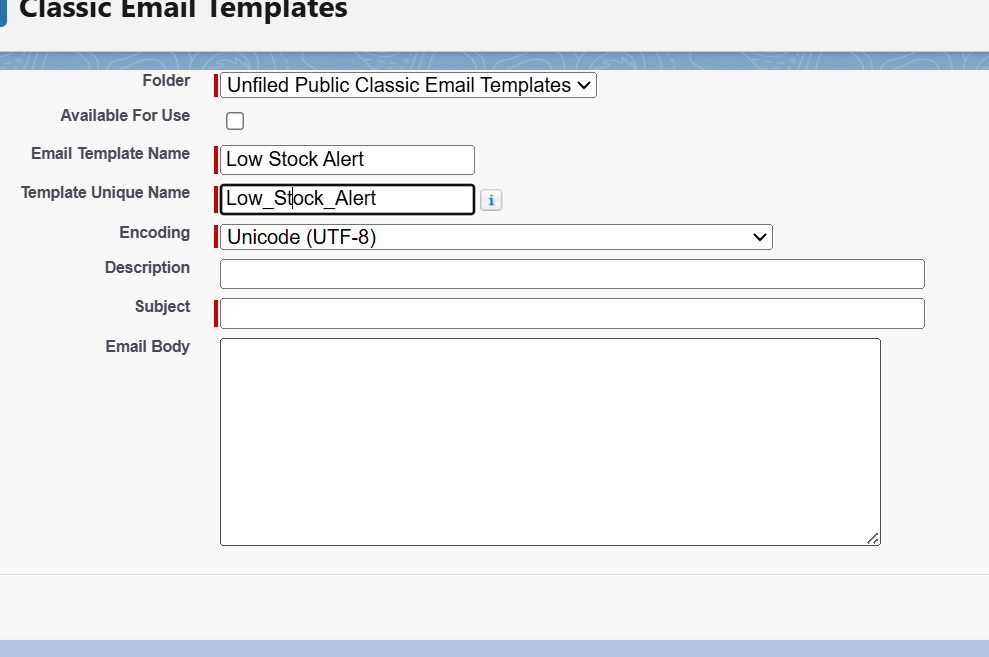 Classic Email Templates
Folder
Unfiled Public Classic Email Templates
Available For Use
Email Template Name
Low Stock Alert
Template Unique Name
Low_Stock_Alert
i
Encoding
Unicode (UTF-8)
Description
Subject
Email Body